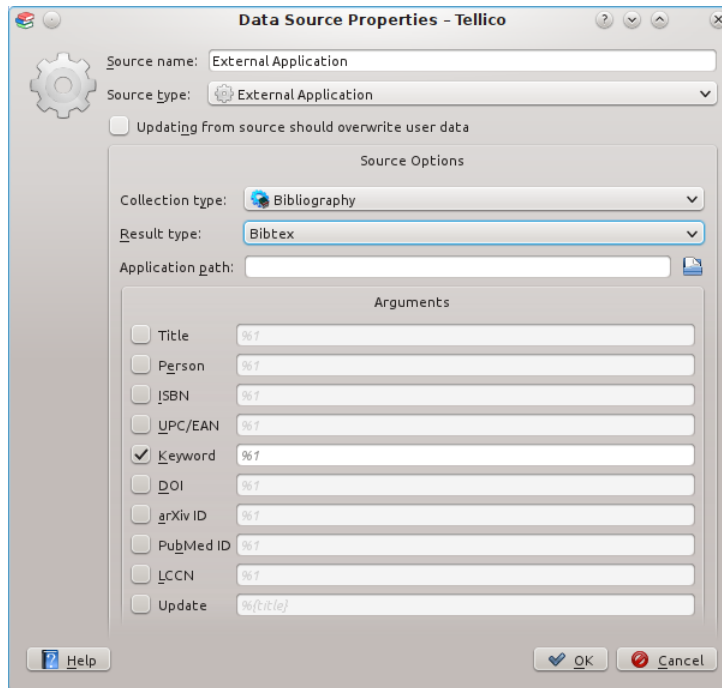 Data Source Properties – Tellico
Source name: External Application
Source type: External Application
Updating from source should overwrite user data
Source Options
Collection type: Bibliography
Result type: Bibtex
Application path:
Arguments
Title %1
Person %1
ISBN %1
UPC/EAN %1
Keyword %1
DOI %1
arXiv ID %1
PubMed ID %1
LCCN %1
Update %{title}
Help OK Cancel